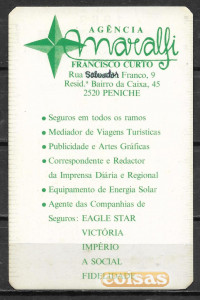 AGÊNCIA
Amaralfi
FRANCISCO CURTO
Rua Salvador Franco, 9
Resid.ª Bairro da Caixa, 45
2520 PENICHE
• Seguros em todos os ramos
• Mediador de Viagens Turísticas
• Publicidade e Artes Gráficas
• Correspondente e Redactor
da Imprensa Diária e Regional
• Equipamento de Energia Solar
• Agente das Companhias de
Seguros: EAGLE STAR
VICTÓRIA
IMPÉRIO
A SOCIAL
FIDELIDADE
coisas